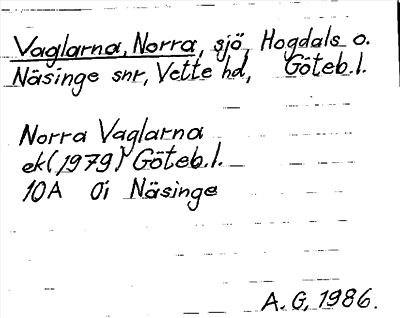 Vaglarna, Norra, sjö, Hogdals o.
Näsinge snr, Vette hd, Göteb.l.
Norra Vaglarna
ek(1979) Göteb.l.
10A 0i Näsinge
A.G, 1986.